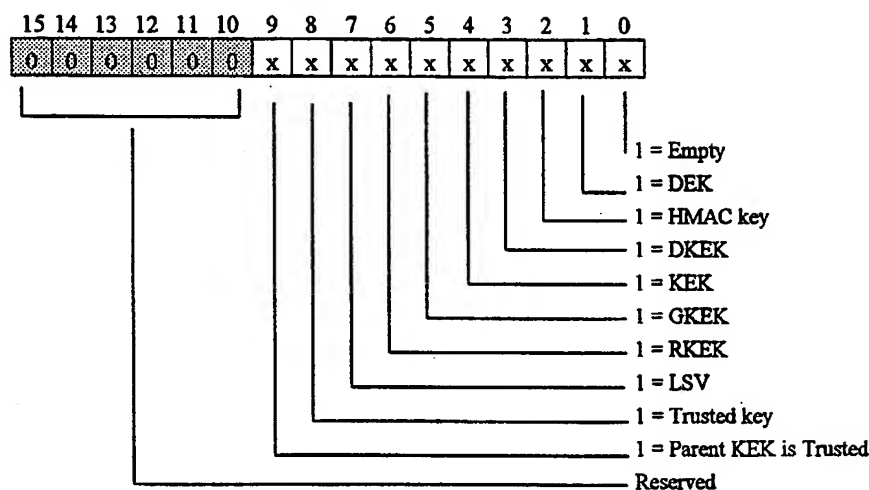 15 14 13 12 11 10 9 8 7 6 5 4 3 2 1 0
0 0 0 0 0 0 x x x x x x x x x x
1 = Empty
1 = DEK
1 = HMAC key
1 = DKEK
1 = KEK
1 = GKEK
1 = RKEK
1 = LSV
1 = Trusted key
1 = Parent KEK is Trusted
Reserved